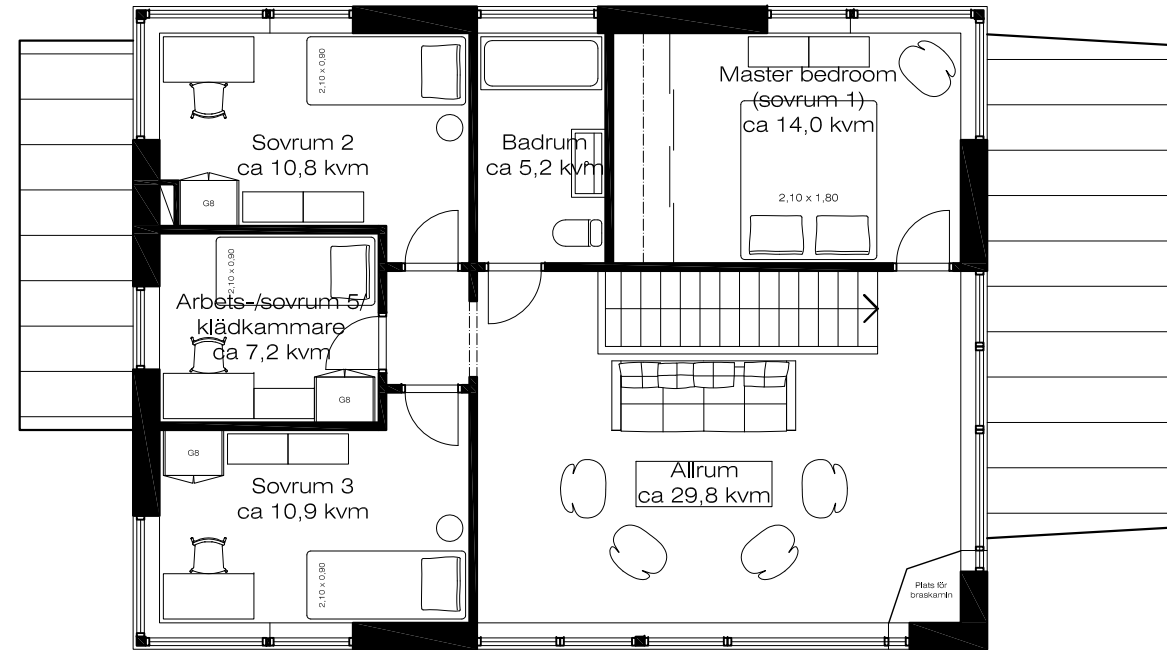 2,10 x 0,90
Sovrum 2
ca 10,8 kvm
G8
Badrum
ca 5,2 kvm
Master bedroom
(sovrum 1)
ca 14,0 kvm
2,10 x 1,80
2,10 x 0,90
Arbets-/sovrum 5/
klädkammare
ca 7,2 kvm
G8
G8
Sovrum 3
ca 10,9 kvm
2,10 x 0,90
Allrum
ca 29,8 kvm
Plats för
braskamin